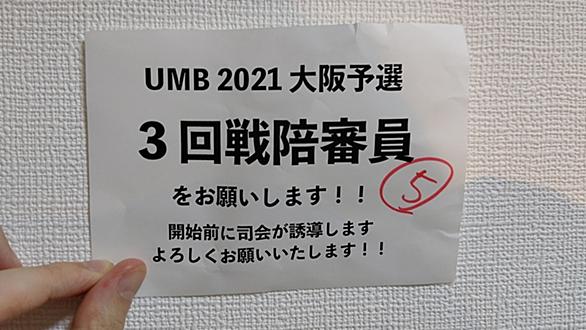 UMB 2021 大阪予選
3回戦陪審員
をお願いします！！
5
開始前に司会が誘導します
よろしくお願いいたします！！